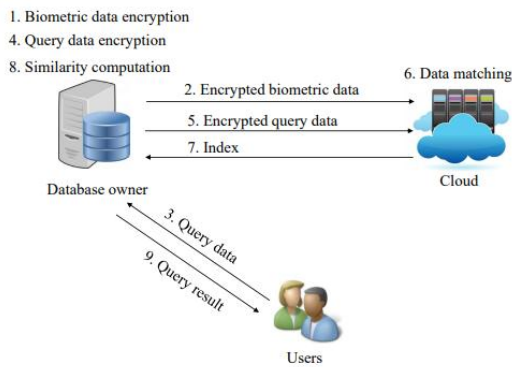 1. Biometric data encryption
4. Query data encryption
8. Similarity computation
6. Data matching
2. Encrypted biometric data
5. Encrypted query data
7. Index
Database owner
Cloud
3. Query data
9. Query result
Users